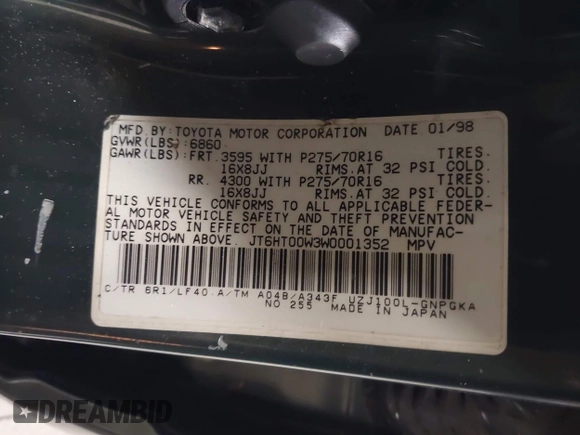 MFD.BY:TOYOTA MOTOR CORPORATION DATE 01/98
GVWR(LBS):6860
GAWR(LBS):FRT.3595 WITH P275/70R16 TIRES.
16X8JJ RIMS.AT 32 PSI COLD.
RR. 4300 WITH P275/70R16 TIRES.
16X8JJ RIMS.AT 32 PSI COLD.
THIS VEHICLE CONFORMS TO ALL APPLICABLE FEDER-
AL MOTOR VEHICLE SAFETY AND THEFT PREVENTION
STANDARDS IN EFFECT ON THE DATE OF MANUFAC-
TURE SHOWN ABOVE. JT6HT00W3W0001352 MPV
C/TR 6R1/LF40.A/TM A04B/A343F UZJ100L-GNPGKA
NO 255 MADE IN JAPAN
DREAMBID